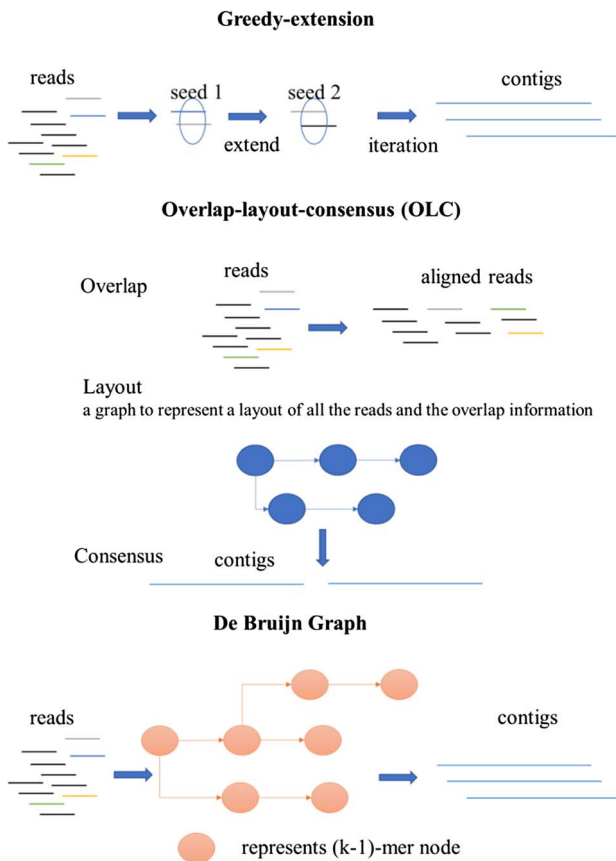 Greedy-extension
reads
seed 1
seed 2
contigs
extend
iteration
Overlap-layout-consensus (OLC)
Overlap
reads
aligned reads
Layout
a graph to represent a layout of all the reads and the overlap information
Consensus
contigs
De Bruijn Graph
reads
contigs
represents (k-1)-mer node